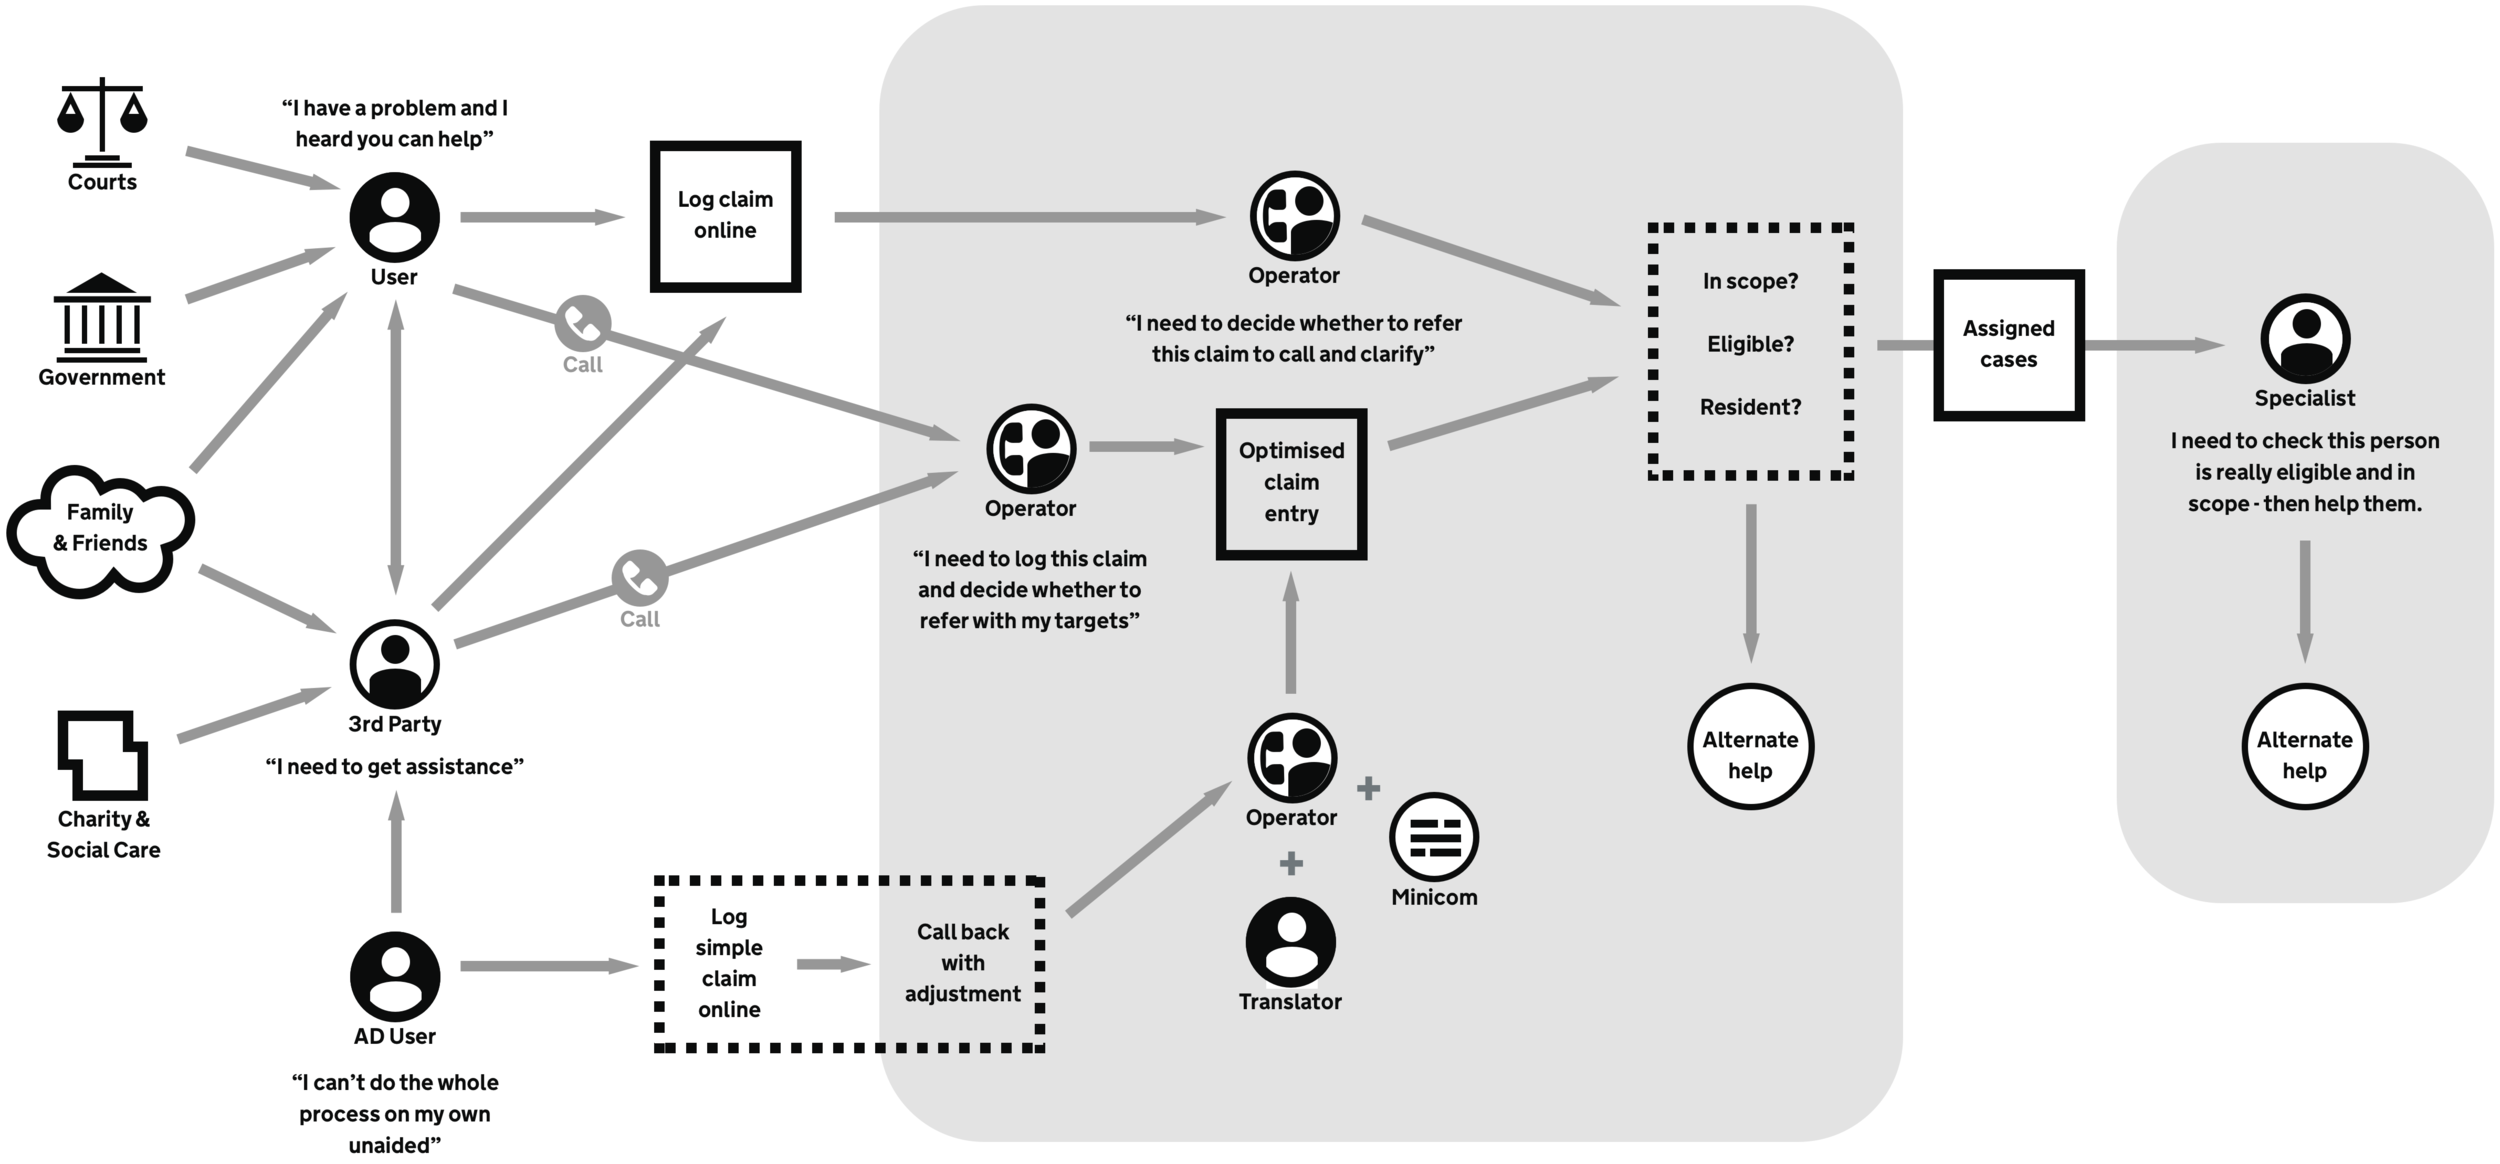 Courts
Government
Family
& Friends
Charity &
Social Care
“I have a problem and I
heard you can help”
User
3rd Party
“I need to get assistance”
AD User
“I can’t do the whole
process on my own
unaided”
Log claim
online
Call
Call
Log
simple
claim
online
Call back
with
adjustment
Operator
“I need to decide whether to refer
this claim to call and clarify”
Operator
“I need to log this claim
and decide whether to
refer with my targets”
Optimised
claim
entry
Operator
Minicom
Translator
In scope?
Eligible?
Resident?
Alternate
help
Assigned
cases
Specialist
I need to check this person
is really eligible and in
scope - then help them.
Alternate
help